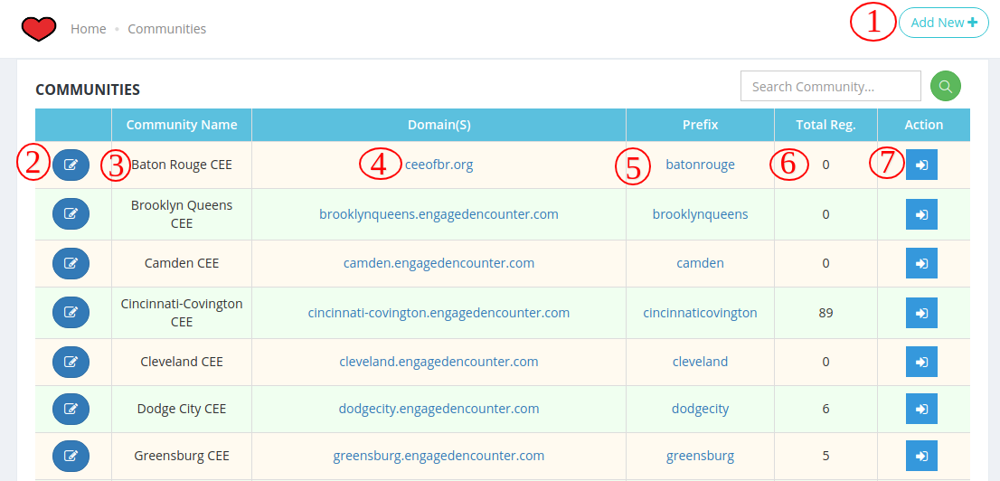 Home • Communities
1 Add New +
COMMUNITIES
Search Community...
Community Name Domain(S) Prefix Total Reg. Action
2 3 Baton Rouge CEE 4 ceeofbr.org 5 batonrouge 6 0 7
Brooklyn Queens
CEE
brooklynqueens.engagedencounter.com brooklynqueens 0
Camden CEE camden.engagedencounter.com camden 0
Cincinnati-Covington
CEE
cincinnati-covington.engagedencounter.com cincinnaticovington 89
Cleveland CEE cleveland.engagedencounter.com cleveland 0
Dodge City CEE dodgecity.engagedencounter.com dodgecity 6
Greensburg CEE greensburg.engagedencounter.com greensburg 5